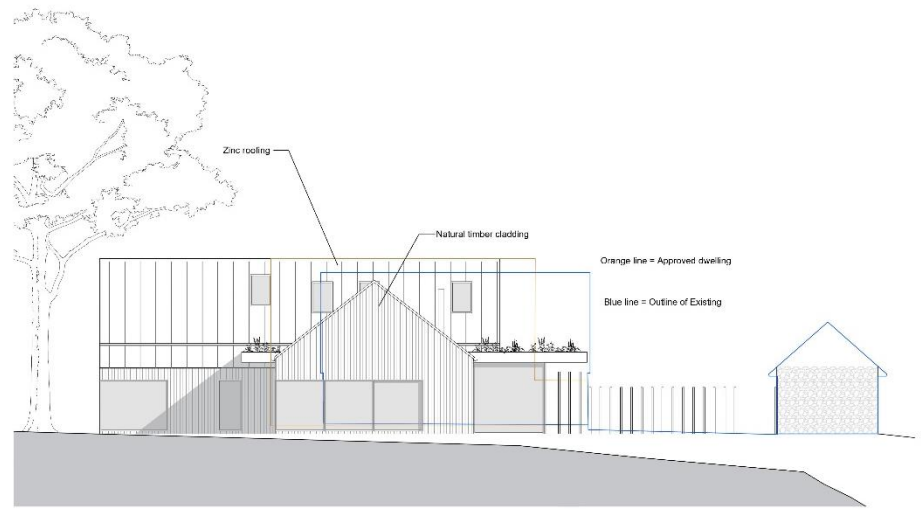 Zinc roofing
Natural timber cladding
Orange line = Approved dwelling
Blue line = Outline of Existing